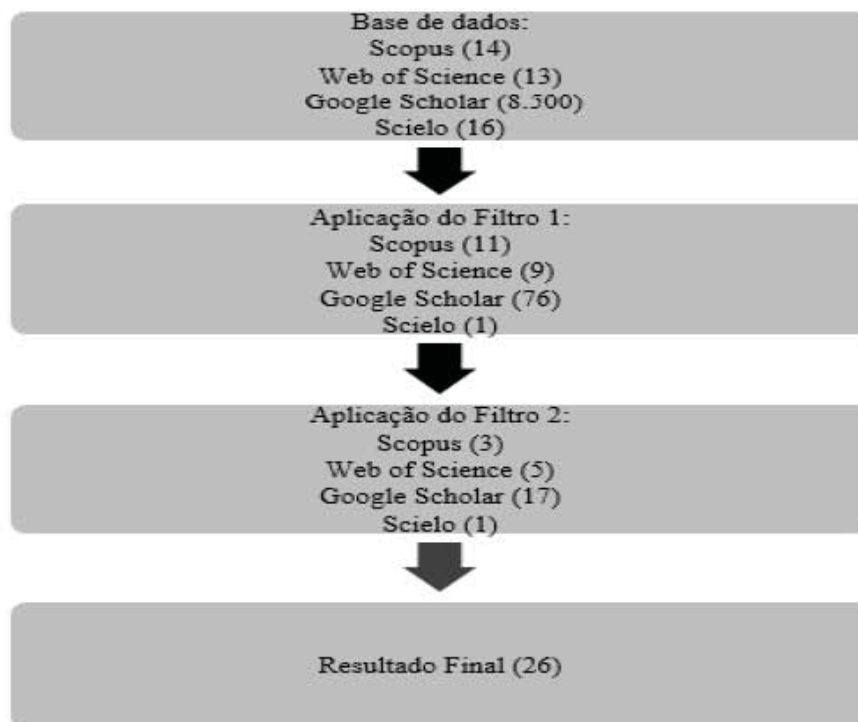 Base de dados:
Scopus (14)
Web of Science (13)
Google Scholar (8.500)
Scielo (16)
Aplicação do Filtro 1:
Scopus (11)
Web of Science (9)
Google Scholar (76)
Scielo (1)
Aplicação do Filtro 2:
Scopus (3)
Web of Science (5)
Google Scholar (17)
Scielo (1)
Resultado Final (26)